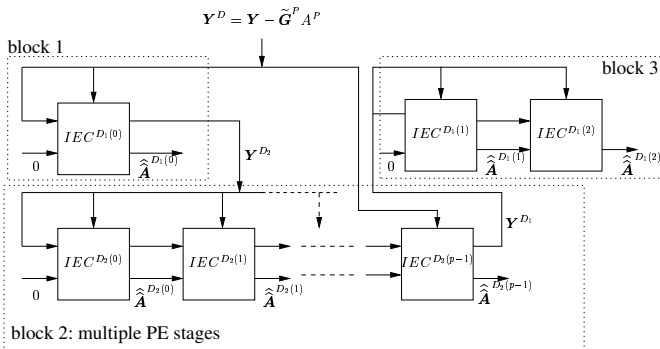 𝒀^D = 𝒀 − G̃^P A^P
block 1
block 3
IEC^{D_1(0)}
0
Â̂^{D_1(0)}
𝒀^{D_2}
IEC^{D_1(1)}
IEC^{D_1(2)}
0
Â̂^{D_1(1)}
Â̂^{D_1(2)}
𝒀^{D_1}
IEC^{D_2(0)}
IEC^{D_2(1)}
IEC^{D_2(p−1)}
0
Â̂^{D_2(0)}
Â̂^{D_2(1)}
Â̂^{D_2(p−1)}
block 2: multiple PE stages